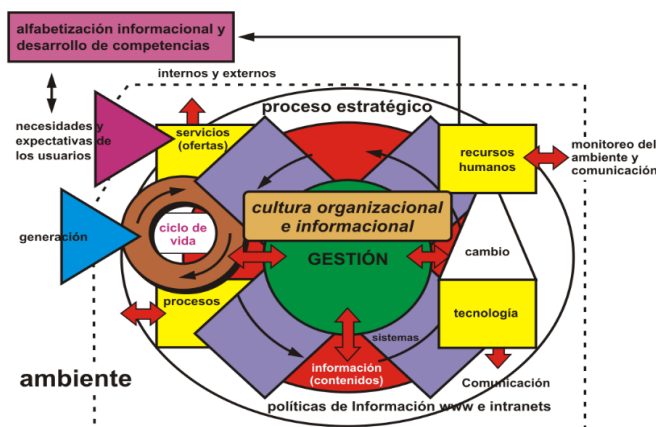 alfabetización informacional y
desarrollo de competencias
internos y externos
proceso estratégico
necesidades y
expectativas de
los usuarios
servicios
(ofertas)
recursos
humanos
monitoreo del
ambiente y
comunicación
cultura organizacional
e informacional
generación
ciclo de
vida
GESTIÓN
cambio
procesos
tecnología
sistemas
información
(contenidos)
ambiente
Comunicación
políticas de Información www e intranets